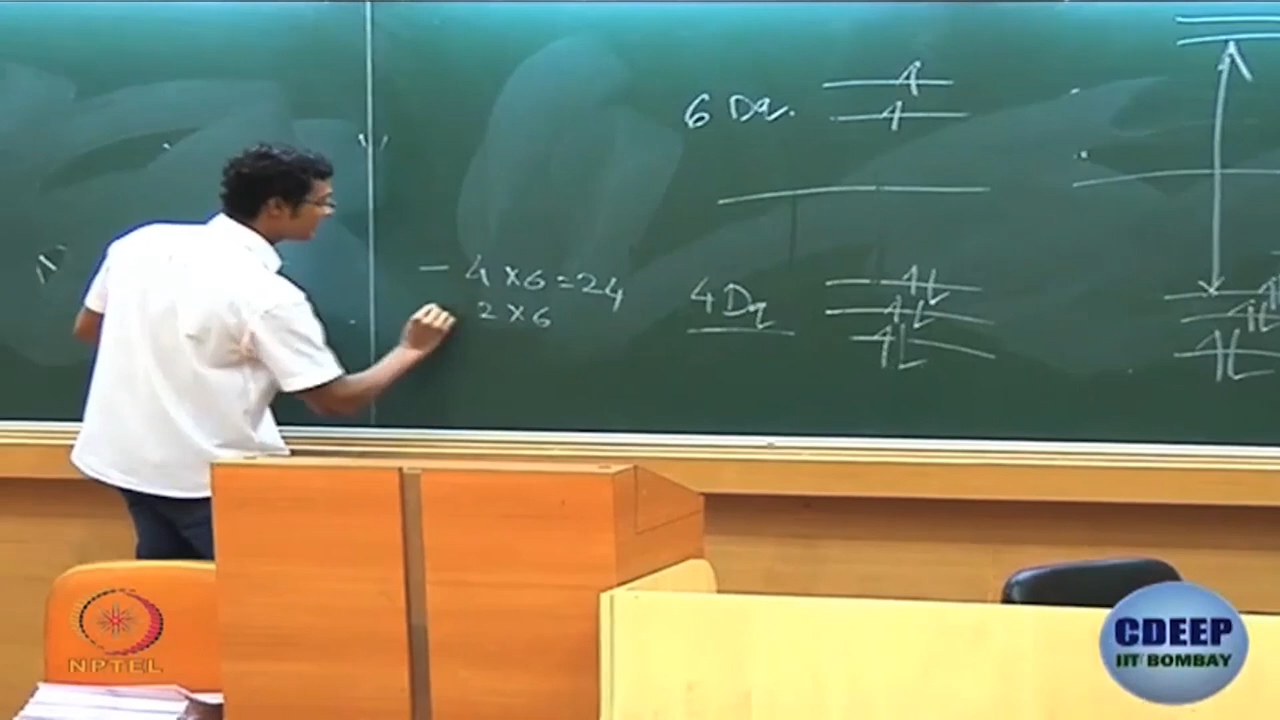 6 Dq.
- 4 x 6 = 24
2 x 6
4 Dq
NPTEL
CDEEP
IIT BOMBAY